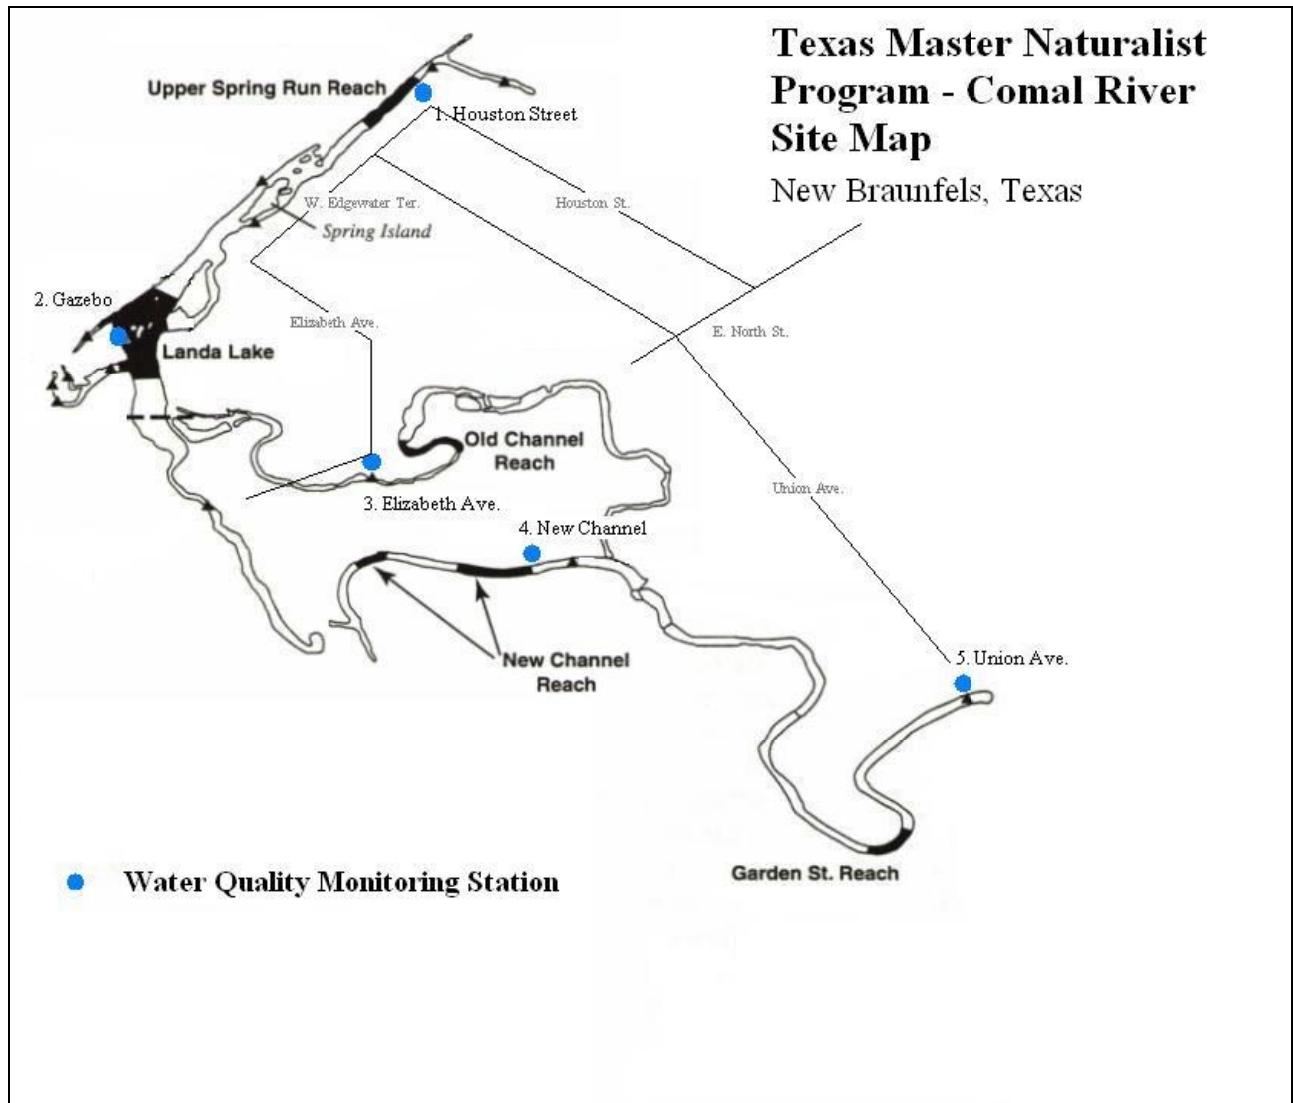 Texas Master Naturalist
Program - Comal River
Site Map
New Braunfels, Texas
Upper Spring Run Reach
1. Houston Street
W. Edgewater Ter.
Houston St.
Spring Island
2. Gazebo
Elizabeth Ave.
E. North St.
Landa Lake
Old Channel
Reach
Union Ave.
3. Elizabeth Ave.
4. New Channel
New Channel
Reach
5. Union Ave.
Garden St. Reach
Water Quality Monitoring Station